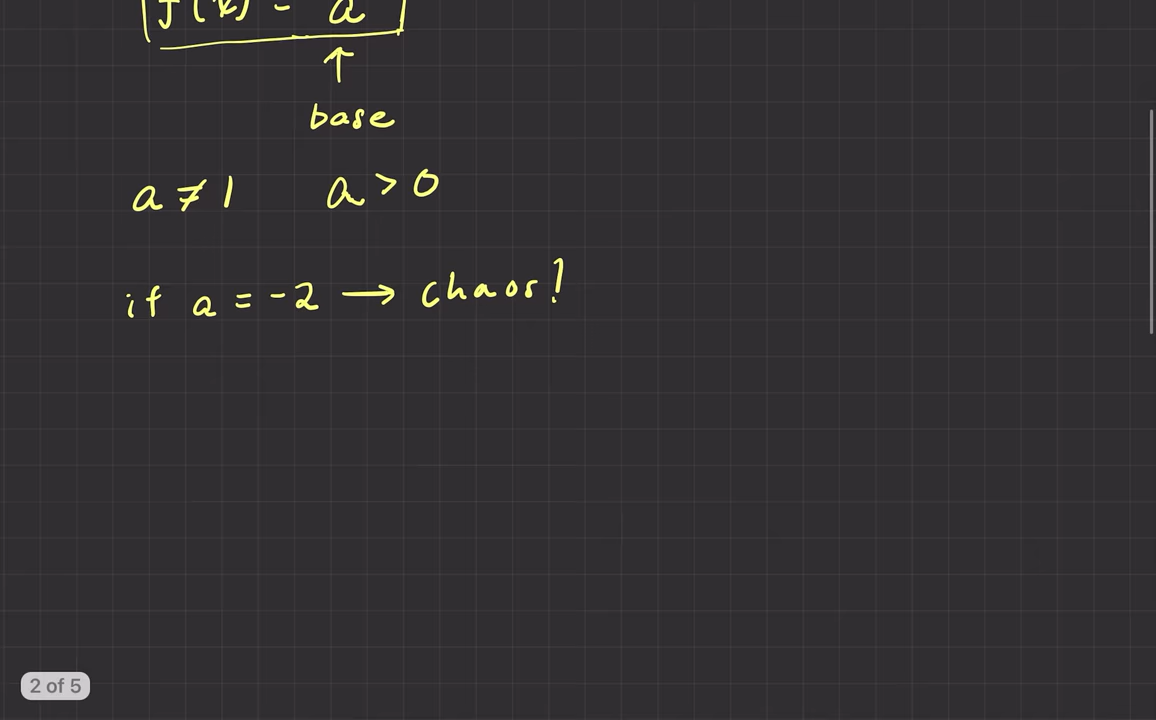 f(x) = a
↑
base
a ≠ 1 a > 0
if a = -2 → chaos!
2 of 5